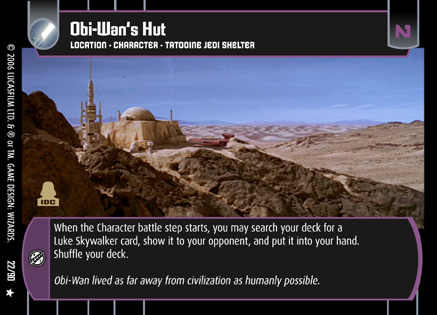 Obi-Wan's Hut
LOCATION - CHARACTER - TATOOINE JEDI SHELTER
N
© 2006 LUCASFILM LTD. & ® or TM. GAME DESIGN: WIZARDS.
22/90
IDC
When the Character battle step starts, you may search your deck for a
Luke Skywalker card, show it to your opponent, and put it into your hand.
Shuffle your deck.
Obi-Wan lived as far away from civilization as humanly possible.